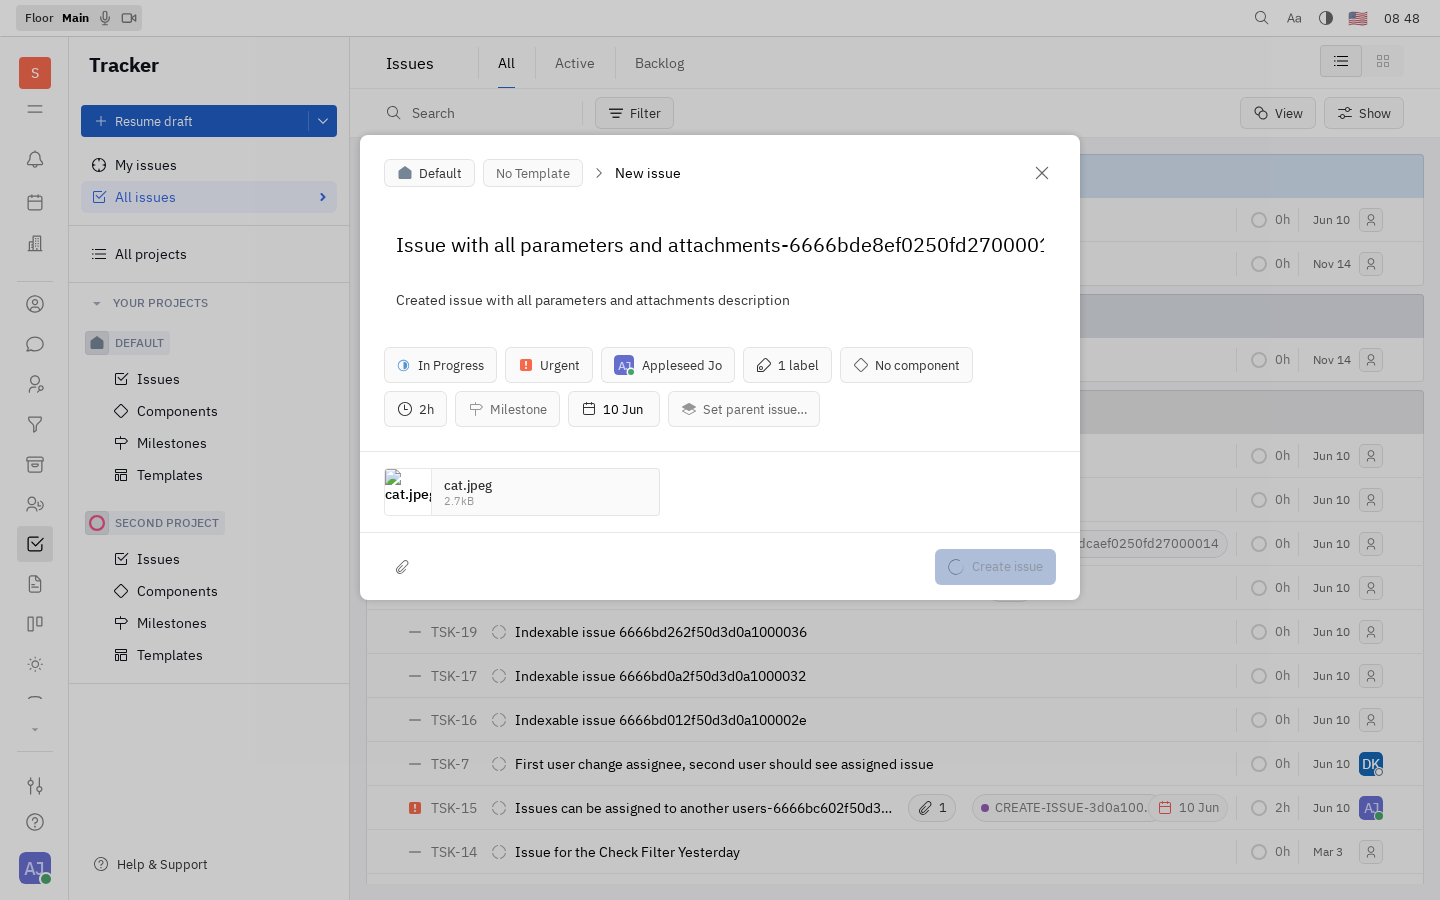 Floor Main
Aa
08 48
S
Tracker
Resume draft
My issues
All issues
All projects
YOUR PROJECTS
DEFAULT
Issues
Components
Milestones
Templates
SECOND PROJECT
Issues
Components
Milestones
Templates
Help & Support
AJ
Issues
All
Active
Backlog
Search
Filter
View
Show
0h Jun 10
0h Nov 14
0h Nov 14
0h Jun 10
0h Jun 10
dcaef0250fd27000014 0h Jun 10
0h Jun 10
Default
No Template
New issue
Issue with all parameters and attachments-6666bde8ef0250fd2700001
Created issue with all parameters and attachments description
In Progress
Urgent
AJ Appleseed Jo
1 label
No component
2h
Milestone
10 Jun
Set parent issue...
cat.jpeg
cat.jpeg
2.7kB
Create issue
TSK-19 Indexable issue 6666bd262f50d3d0a1000036 0h Jun 10
TSK-17 Indexable issue 6666bd0a2f50d3d0a1000032 0h Jun 10
TSK-16 Indexable issue 6666bd012f50d3d0a100002e 0h Jun 10
TSK-7 First user change assignee, second user should see assigned issue 0h Jun 10 DK
TSK-15 Issues can be assigned to another users-6666bc602f50d3... 1 CREATE-ISSUE-3d0a100... 10 Jun 2h Jun 10 AJ
TSK-14 Issue for the Check Filter Yesterday 0h Mar 3